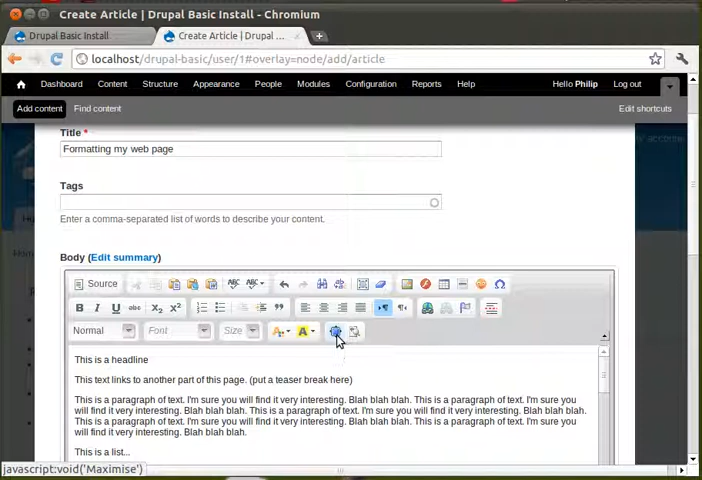 Create Article | Drupal Basic Install - Chromium
Drupal Basic Install
Create Article | Drupal ...
localhost/drupal-basic/user/1#overlay=node/add/article
Dashboard Content Structure Appearance People Modules Configuration Reports Help Hello Philip Log out
Add content Find content Edit shortcuts
Title *
Formatting my web page
Tags
Enter a comma-separated list of words to describe your content.
Body (Edit summary)
Source
B I U abc X₂ X²
Normal Font Size
This is a headline
This text links to another part of this page. (put a teaser break here)
This is a paragraph of text. I'm sure you will find it very interesting. Blah blah blah. This is a paragraph of text. I'm sure you
will find it very interesting. Blah blah blah. This is a paragraph of text. I'm sure you will find it very interesting. Blah blah blah.
This is a paragraph of text. I'm sure you will find it very interesting. Blah blah blah. This is a paragraph of text. I'm sure you
will find it very interesting. Blah blah blah.
This is a list...
javascript:void('Maximise')